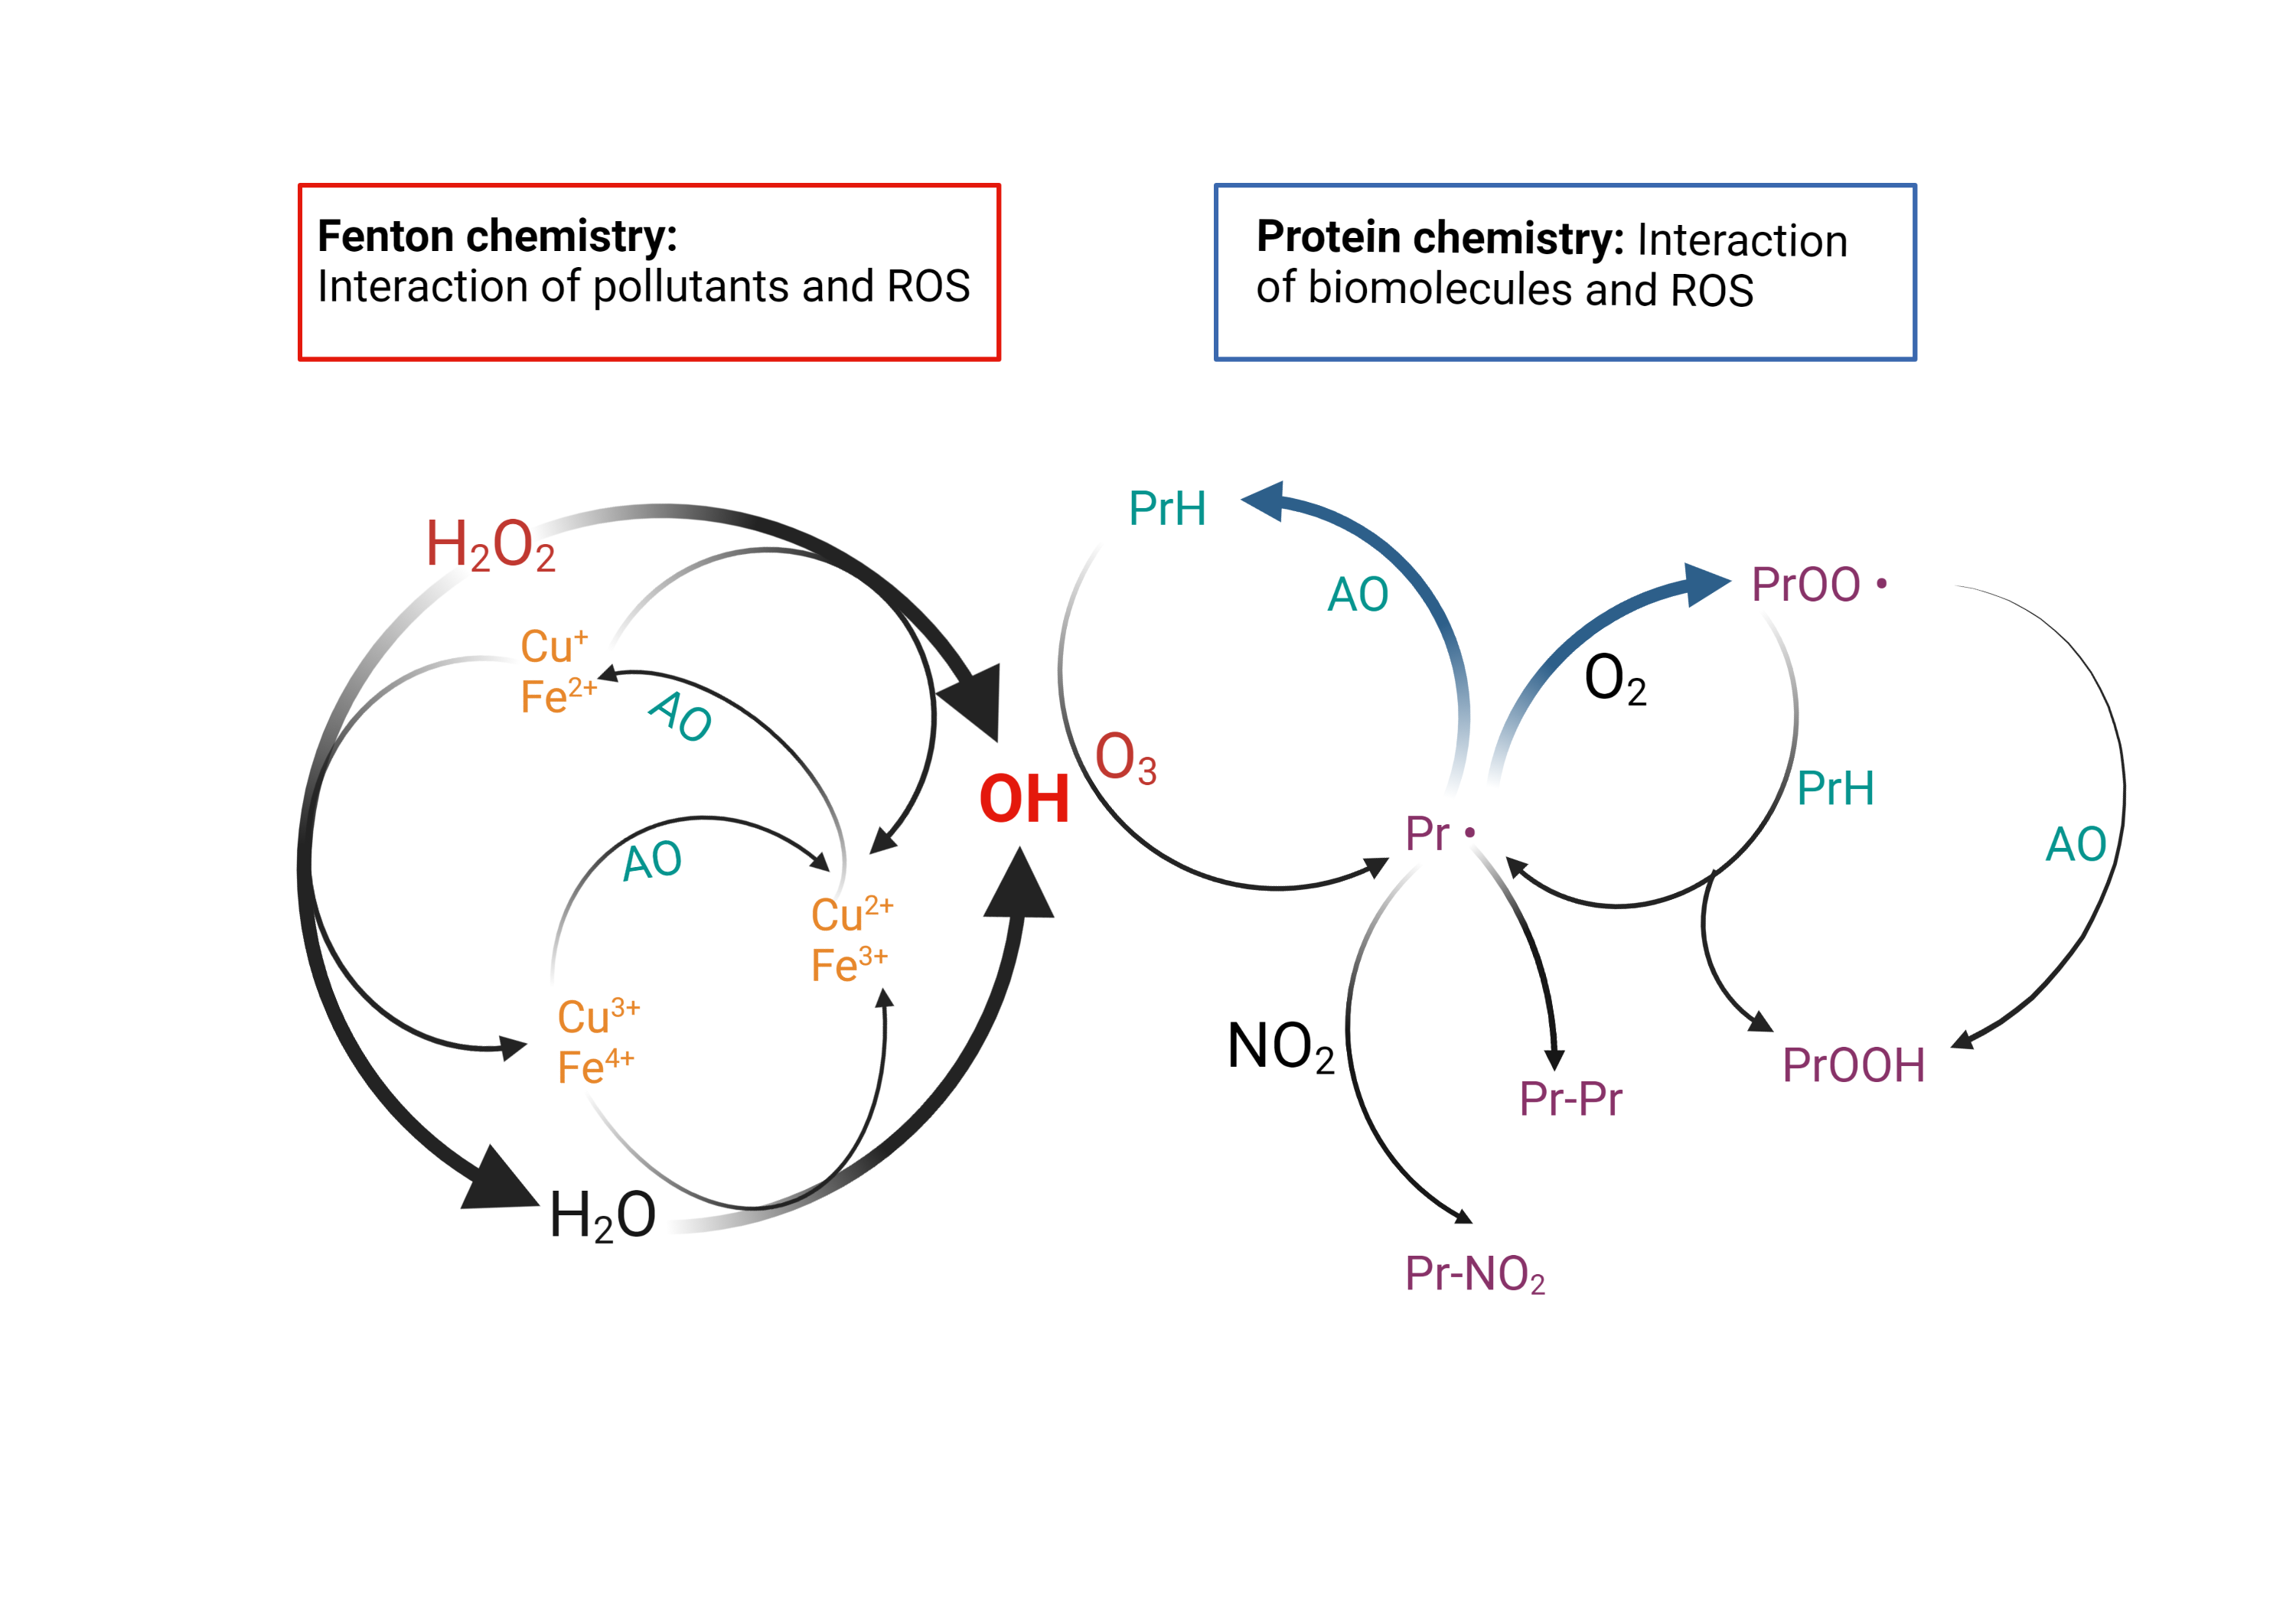 Fenton chemistry:
Interaction of pollutants and ROS
Protein chemistry: Interaction
of biomolecules and ROS
H₂O₂
Cu⁺
Fe²⁺
AO
AO
Cu²⁺
Fe³⁺
Cu³⁺
Fe⁴⁺
H₂O
OH
PrH
AO
O₃
O₂
PrOO •
Pr •
PrH
AO
NO₂
Pr-Pr
PrOOH
Pr-NO₂